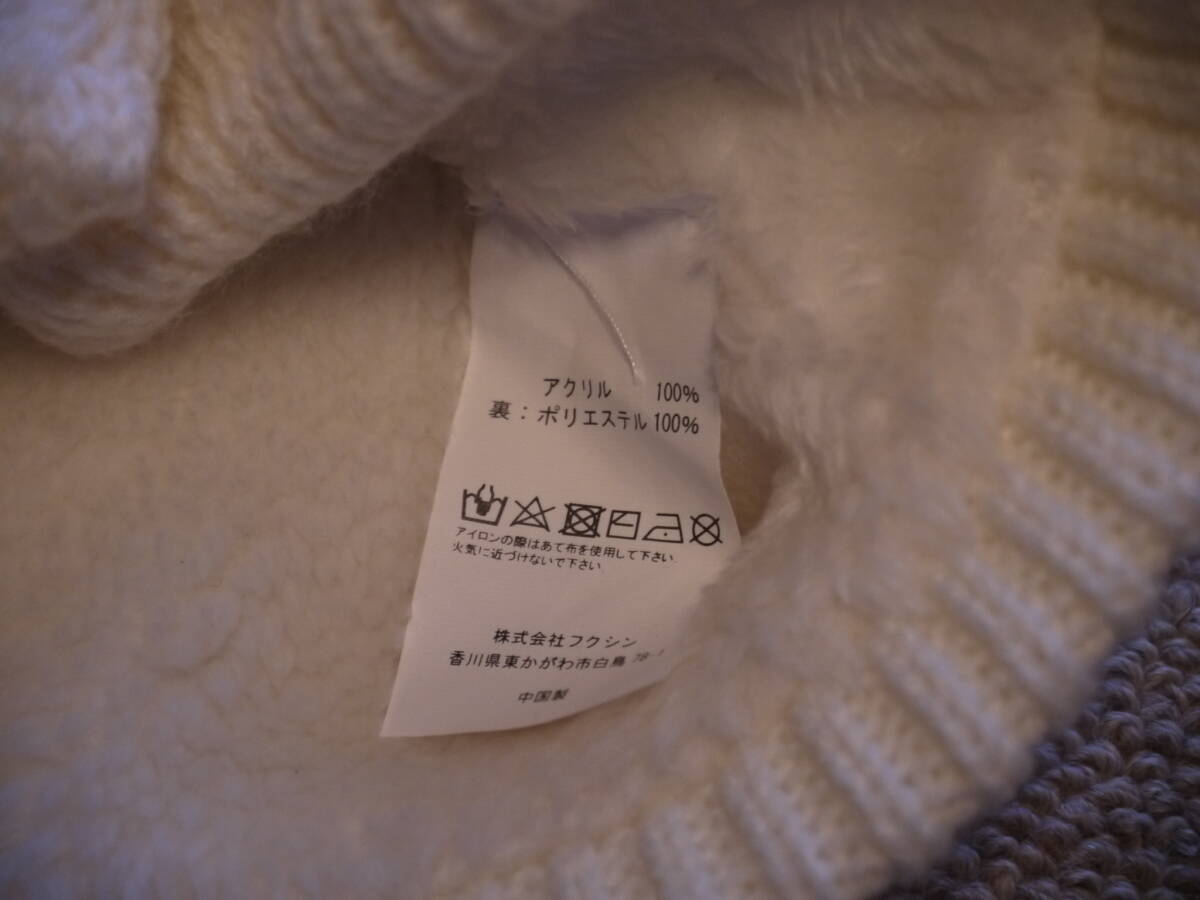 アクリル 100%
裏：ポリエステル 100%
アイロンの際はあて布を使用して下さい.
火気に近づけないで下さい.
株式会社フクシン
香川県東かがわ市白鳥 78-1
中国製